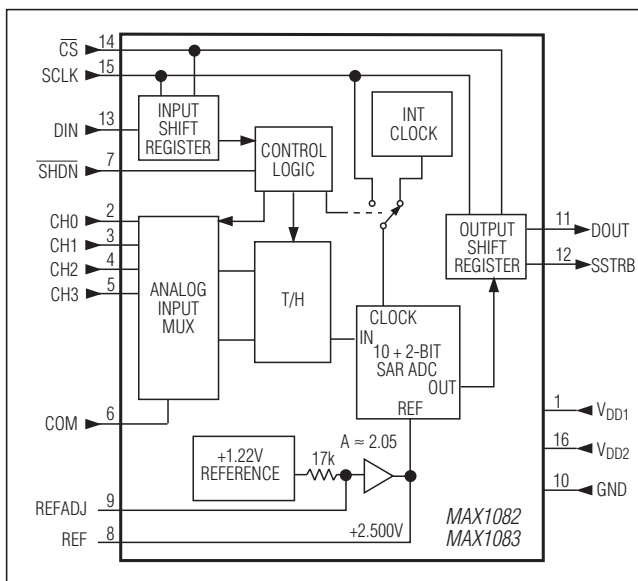 CS 14
SCLK 15
DIN 13
SHDN 7
CH0 2
CH1 3
CH2 4
CH3 5
COM 6
REFADJ 9
REF 8
INPUT
SHIFT
REGISTER
CONTROL
LOGIC
INT
CLOCK
ANALOG
INPUT
MUX
T/H
CLOCK
IN
10 + 2-BIT
SAR ADC
OUT
REF
OUTPUT
SHIFT
REGISTER
11 DOUT
12 SSTRB
+1.22V
REFERENCE
17k
A ≈ 2.05
+2.500V
1 VDD1
16 VDD2
10 GND
MAX1082
MAX1083